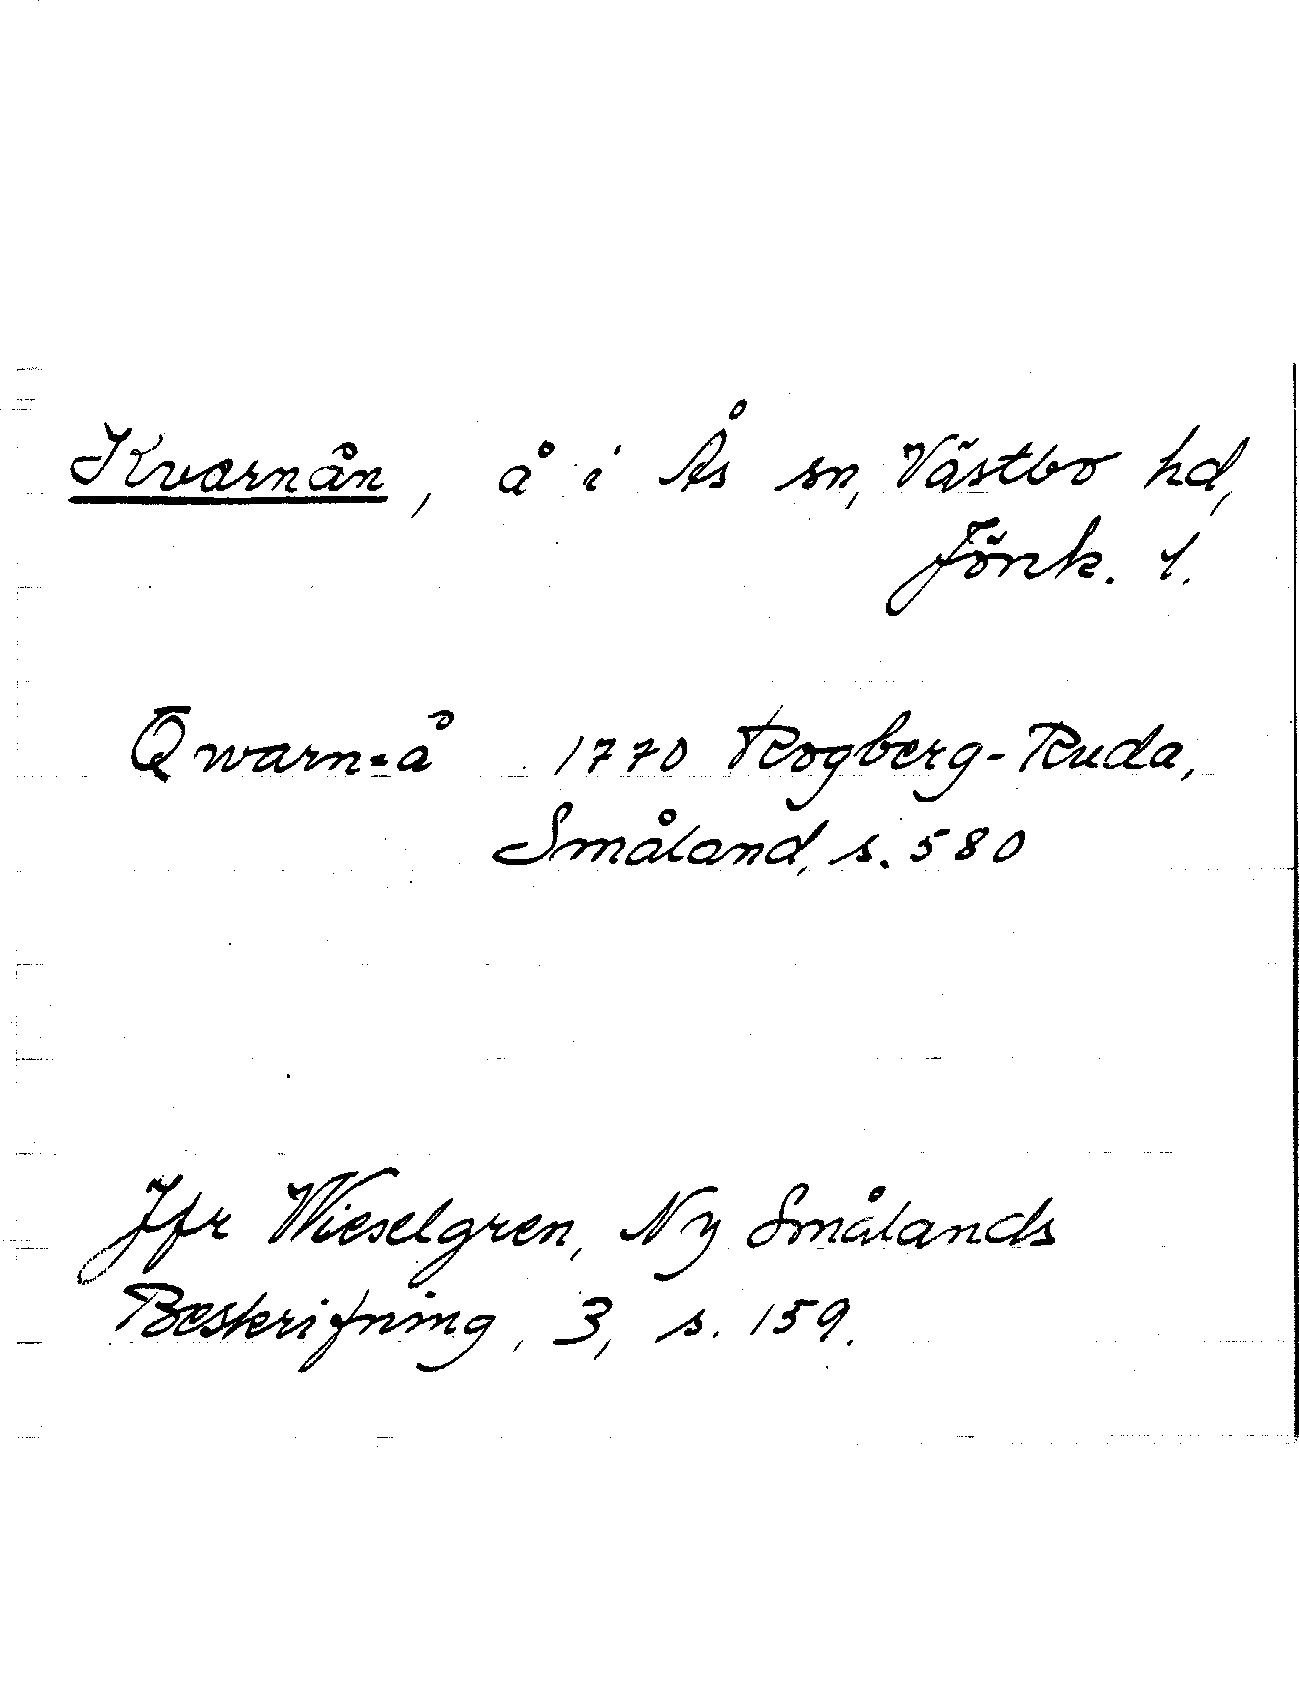 Kvarnån, å i Ås sn, Västbo hd,
Jönk. l.
Qwarn=å 1770 Rogberg-Ruda,
Småland, s. 580
Jfr Wieselgren, Ny Smålands
Beskrifning, 3, s. 159.